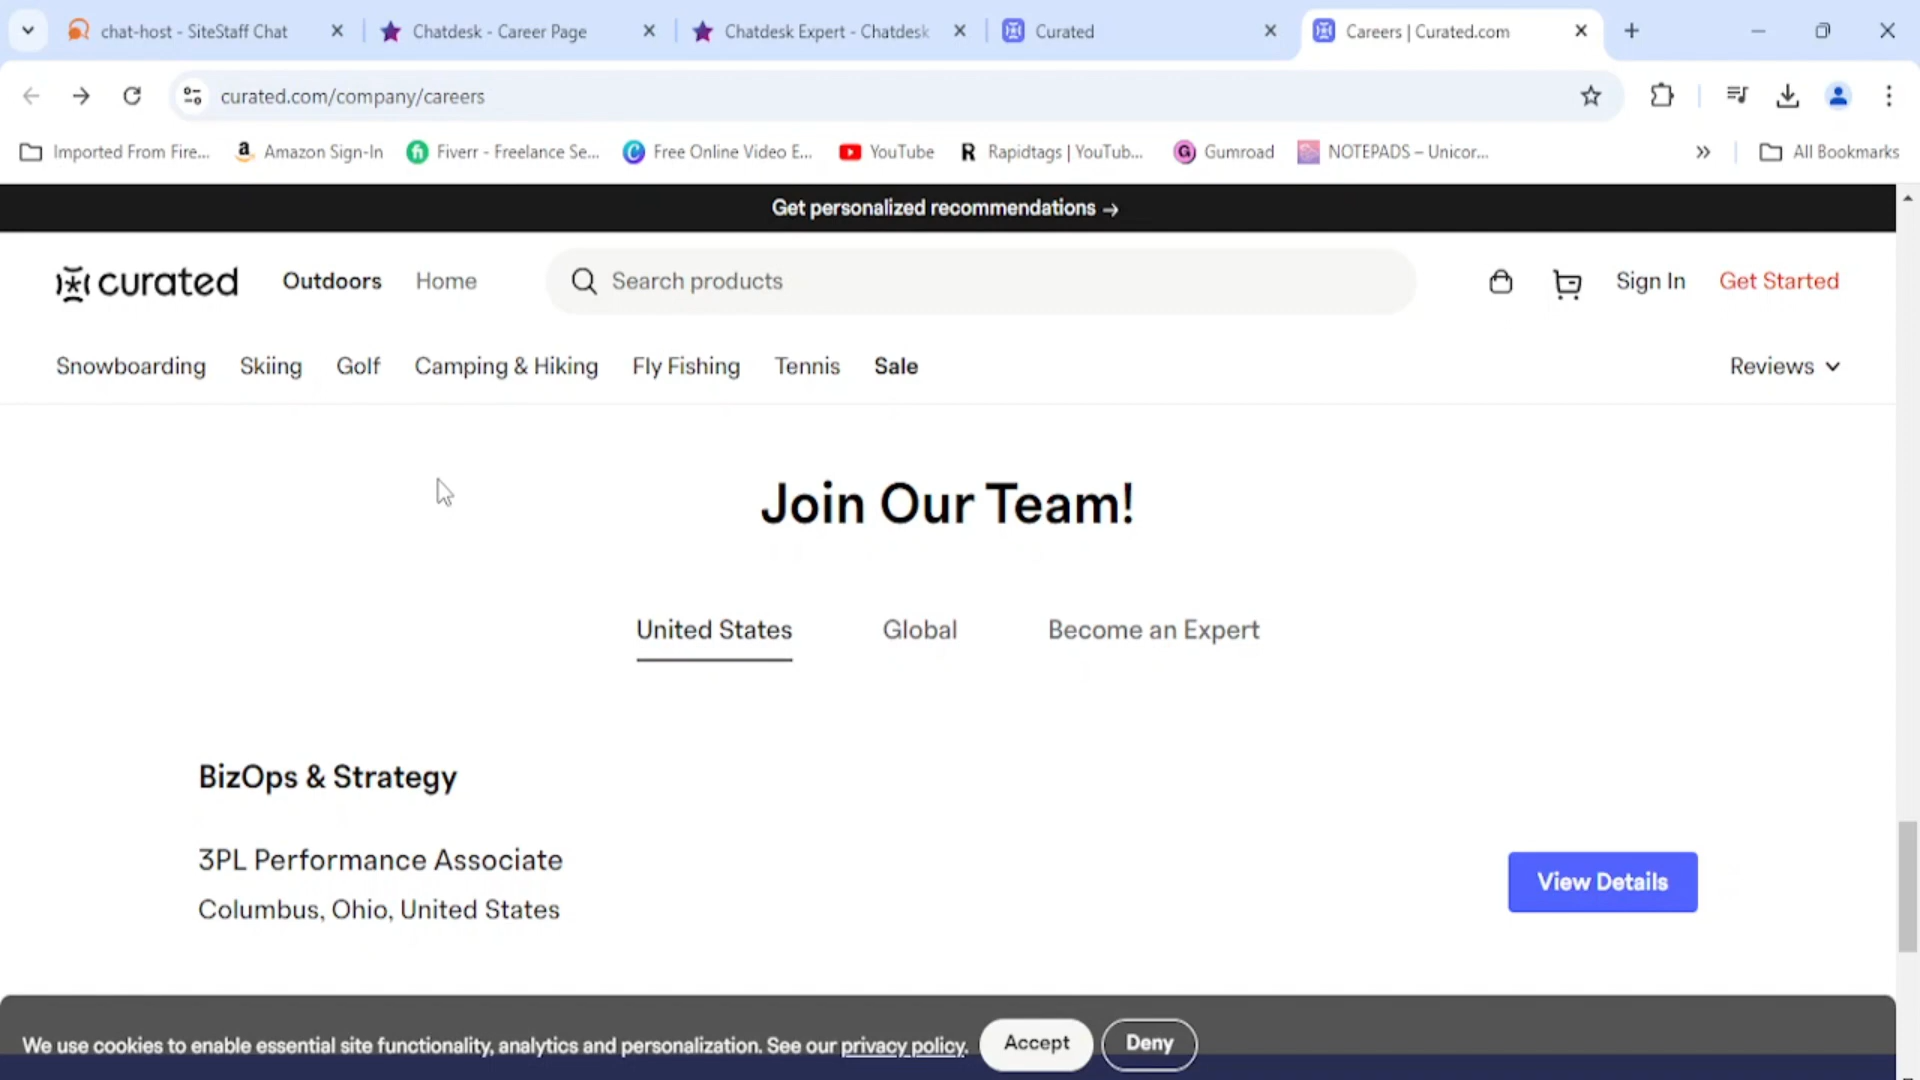 chat-host - SiteStaff Chat
Chatdesk - Career Page
Chatdesk Expert - Chatdesk
Curated
Careers | Curated.com
curated.com/company/careers
Imported From Fire...
Amazon Sign-In
Fiverr - Freelance Se...
Free Online Video E...
YouTube
Rapidtags | YouTub...
Gumroad
NOTEPADS – Unicor...
All Bookmarks
Get personalized recommendations →
curated
Outdoors
Home
Search products
Sign In
Get Started
Snowboarding
Skiing
Golf
Camping & Hiking
Fly Fishing
Tennis
Sale
Reviews
Join Our Team!
United States
Global
Become an Expert
BizOps & Strategy
3PL Performance Associate
Columbus, Ohio, United States
View Details
We use cookies to enable essential site functionality, analytics and personalization. See our privacy policy.
Accept
Deny